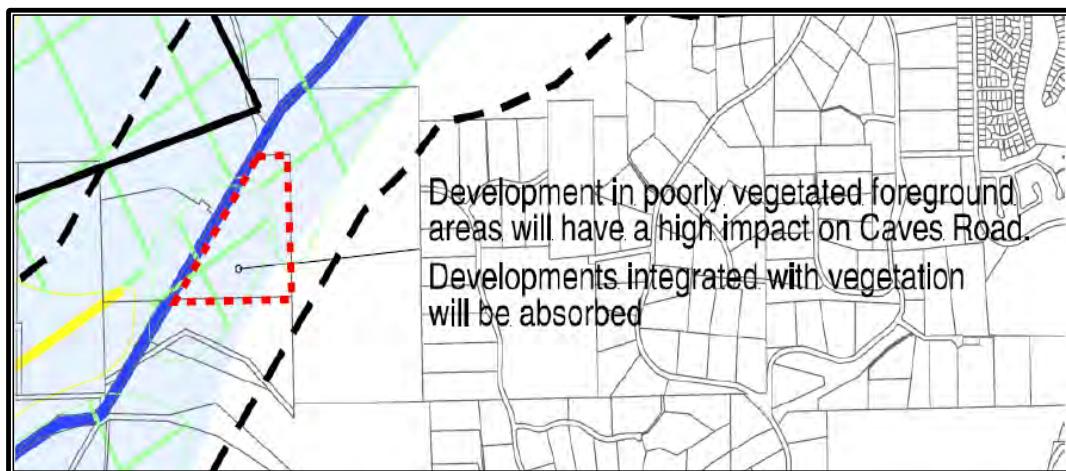 Development in poorly vegetated foreground
areas will have a high impact on Caves Road.
Developments integrated with vegetation
will be absorbed